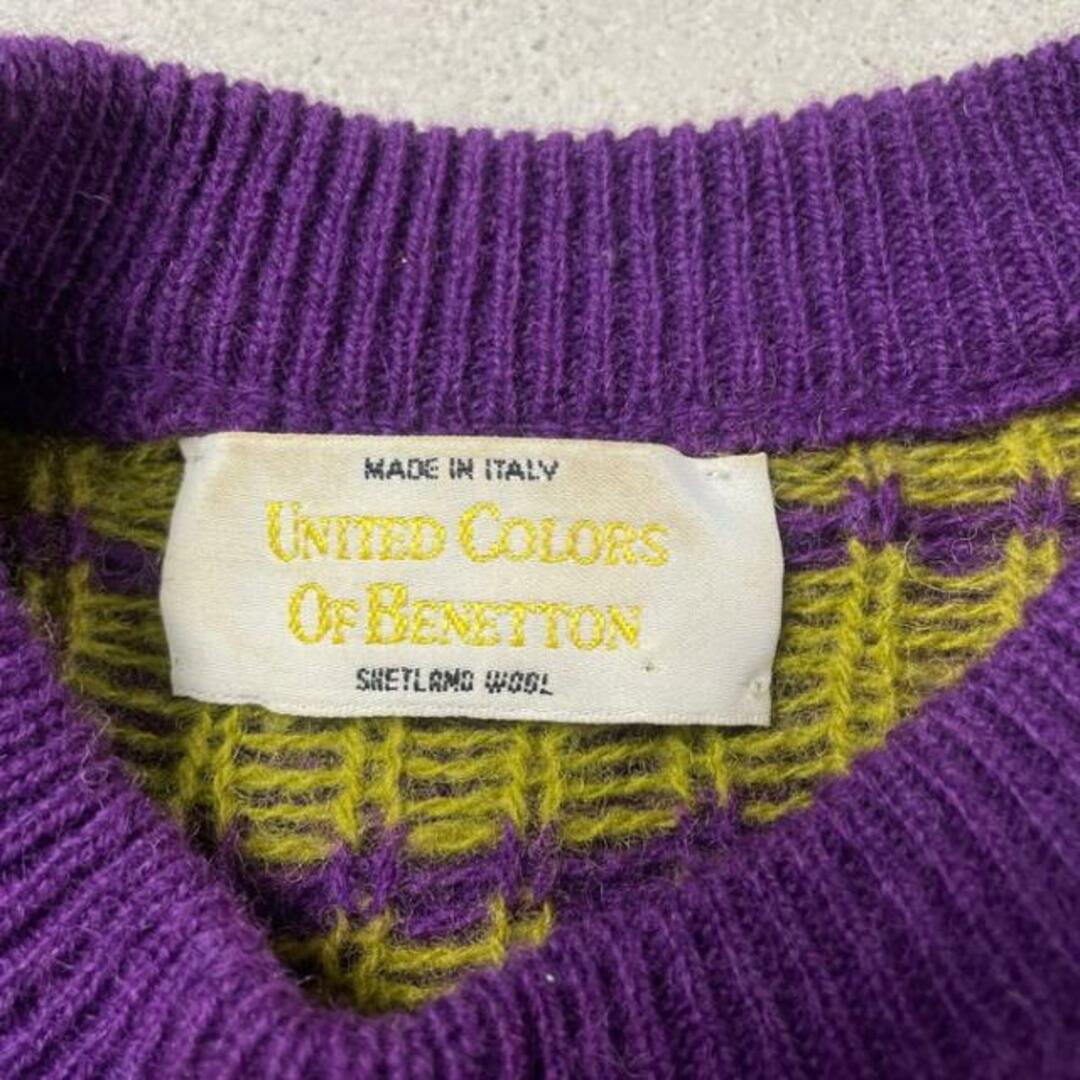 MADE IN ITALY
UNITED COLORS
OF BENETTON
SHETLAND WOOL